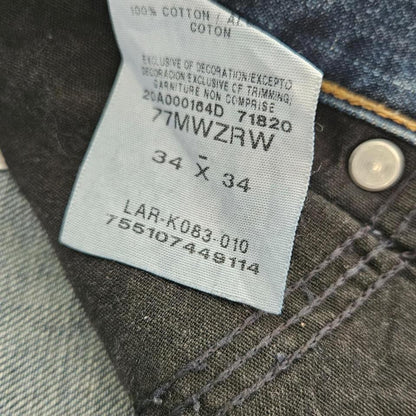 100% COTTON / AL
COTON
EXCLUSIVE OF DECORATION/EXCEPTO
DECORACION/EXCLUSIVE OF TRIMMING;
GARNITURE NON COMPRISE
20A000164D 71820
77MWZRW
34 x 34
LAR-K083-010
755107449114